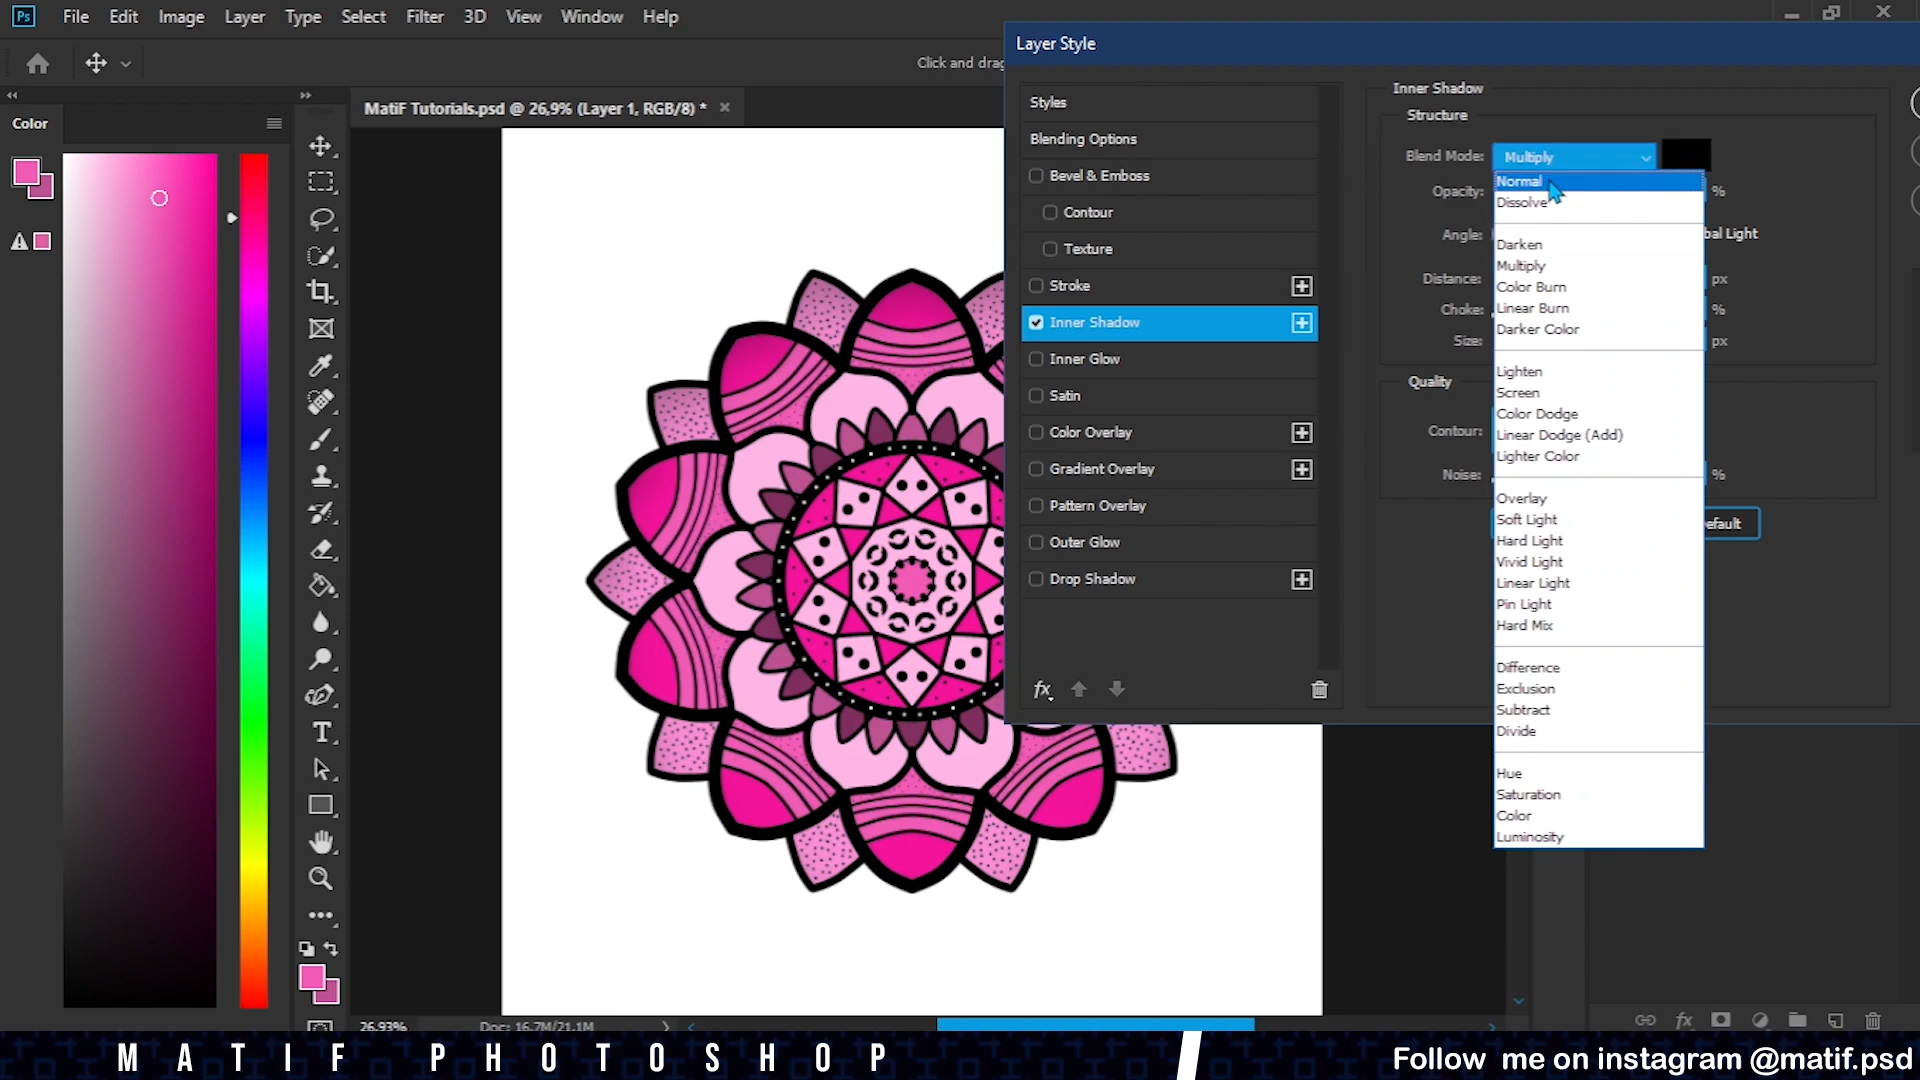 Ps File Edit Image Layer Type Select Filter 3D View Window Help
Click and drag
Layer Style
Color
MatiF Tutorials.psd @ 26,9% (Layer 1, RGB/8) *
Styles
Blending Options
Bevel & Emboss
Contour
Texture
Stroke
Inner Shadow
Inner Glow
Satin
Color Overlay
Gradient Overlay
Pattern Overlay
Outer Glow
Drop Shadow
fx
Inner Shadow
Structure
Blend Mode: Multiply
Opacity: %
Angle: bal Light
Distance: px
Choke: %
Size: px
Quality
Contour:
Noise: %
efault
Normal
Dissolve
Darken
Multiply
Color Burn
Linear Burn
Darker Color
Lighten
Screen
Color Dodge
Linear Dodge (Add)
Lighter Color
Overlay
Soft Light
Hard Light
Vivid Light
Linear Light
Pin Light
Hard Mix
Difference
Exclusion
Subtract
Divide
Hue
Saturation
Color
Luminosity
26,93% Doc: 16,7M/21,1M
fx
MATIF PHOTOSHOP
Follow me on instagram @matif.psd